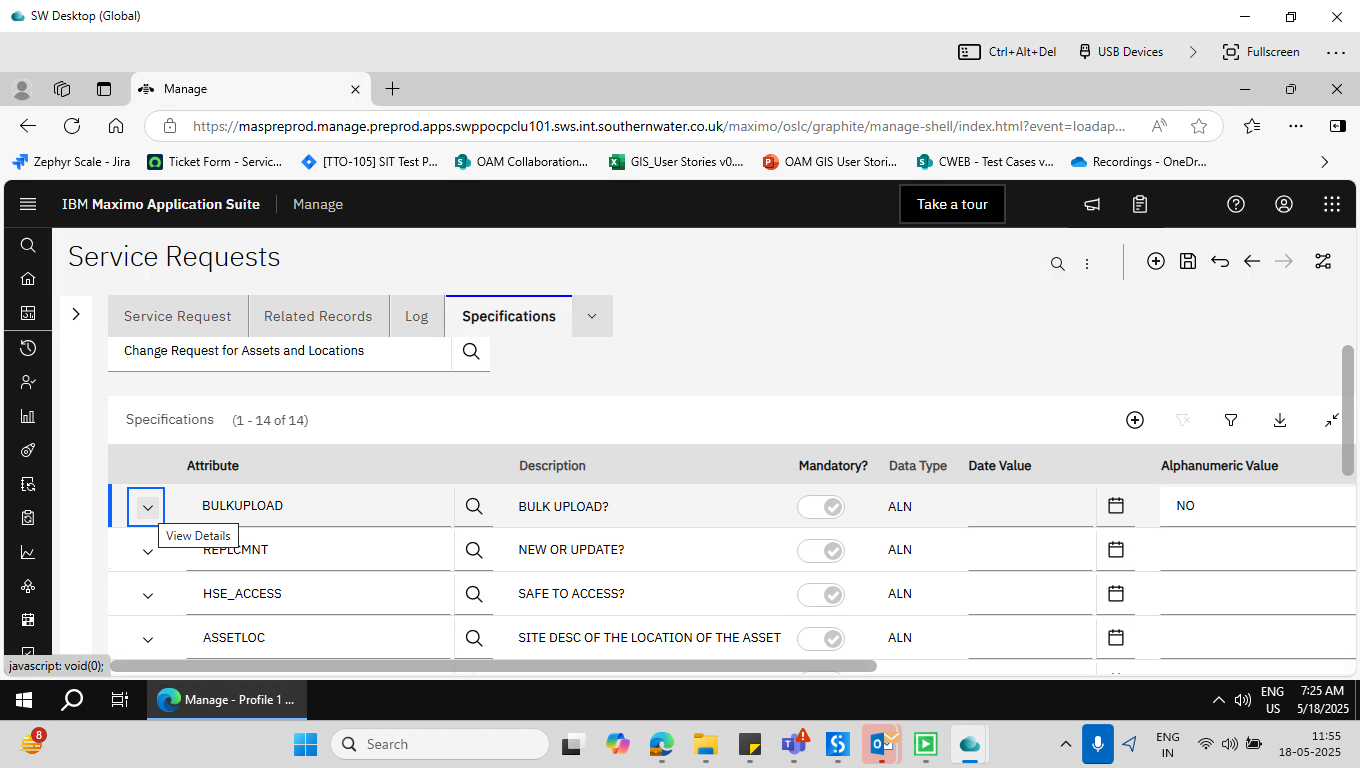 SW Desktop (Global)
Ctrl+Alt+Del USB Devices Fullscreen
Manage
https://maspreprod.manage.preprod.apps.swppocpclu101.sws.int.southernwater.co.uk/maximo/oslc/graphite/manage-shell/index.html?event=loadap...
Zephyr Scale - Jira Ticket Form - Servic... [TTO-105] SIT Test P... OAM Collaboration... GIS_User Stories v0.... OAM GIS User Stori... CWEB - Test Cases v... Recordings - OneDr...
IBM Maximo Application Suite Manage Take a tour
Service Requests
Service Request Related Records Log Specifications
Change Request for Assets and Locations
Specifications (1 - 14 of 14)
Attribute Description Mandatory? Data Type Date Value Alphanumeric Value
BULKUPLOAD BULK UPLOAD? ALN NO
View Details
REPLCMNT NEW OR UPDATE? ALN
HSE_ACCESS SAFE TO ACCESS? ALN
ASSETLOC SITE DESC OF THE LOCATION OF THE ASSET ALN
javascript: void(0);
Manage - Profile 1 ... ENG 7:25 AM
US 5/18/2025
8 Search ENG 11:55
IN 18-05-2025